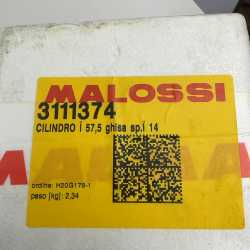 MALOSSI
3111374
CILINDRO Í 57,5 ghisa sp.Í 14
ordine: H20G179-1
peso [kg]: 2,34